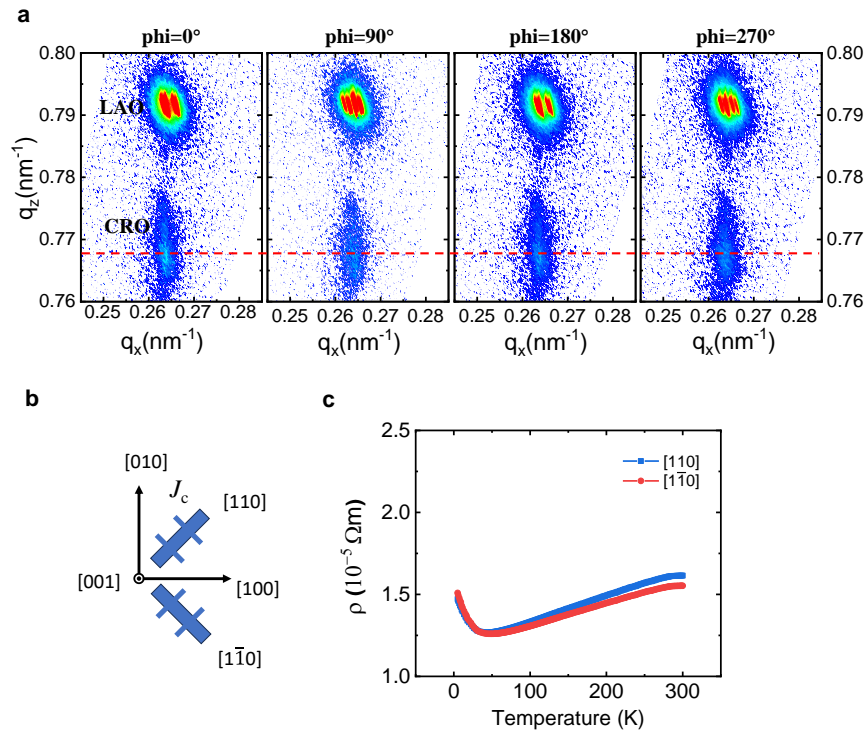 a
phi=0° phi=90° phi=180° phi=270°
0.80 0.80
0.79 LAO 0.79
0.78 0.78
q_z(nm⁻¹)
0.77 CRO 0.77
0.76 0.76
0.25 0.26 0.27 0.28 0.25 0.26 0.27 0.28 0.25 0.26 0.27 0.28 0.25 0.26 0.27 0.28
q_x(nm⁻¹) q_x(nm⁻¹) q_x(nm⁻¹) q_x(nm⁻¹)
b
[010]
J_c
[110]
[001]
[100]
[11̅0]
c
2.5
2.0
1.5
1.0
ρ (10⁻⁵ Ωm)
[110]
[11̅0]
0 100 200 300
Temperature (K)